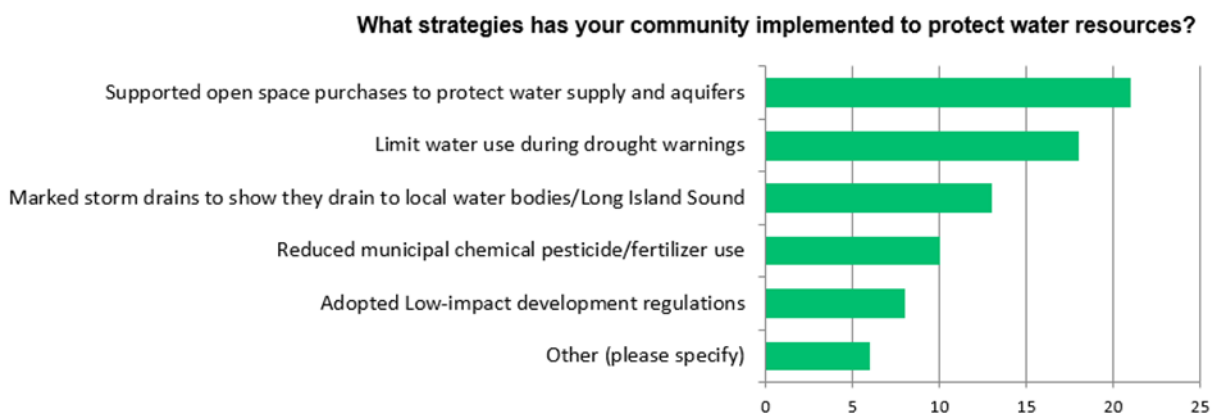 What strategies has your community implemented to protect water resources?
Supported open space purchases to protect water supply and aquifers
Limit water use during drought warnings
Marked storm drains to show they drain to local water bodies/Long Island Sound
Reduced municipal chemical pesticide/fertilizer use
Adopted Low-impact development regulations
Other (please specify)
0 5 10 15 20 25